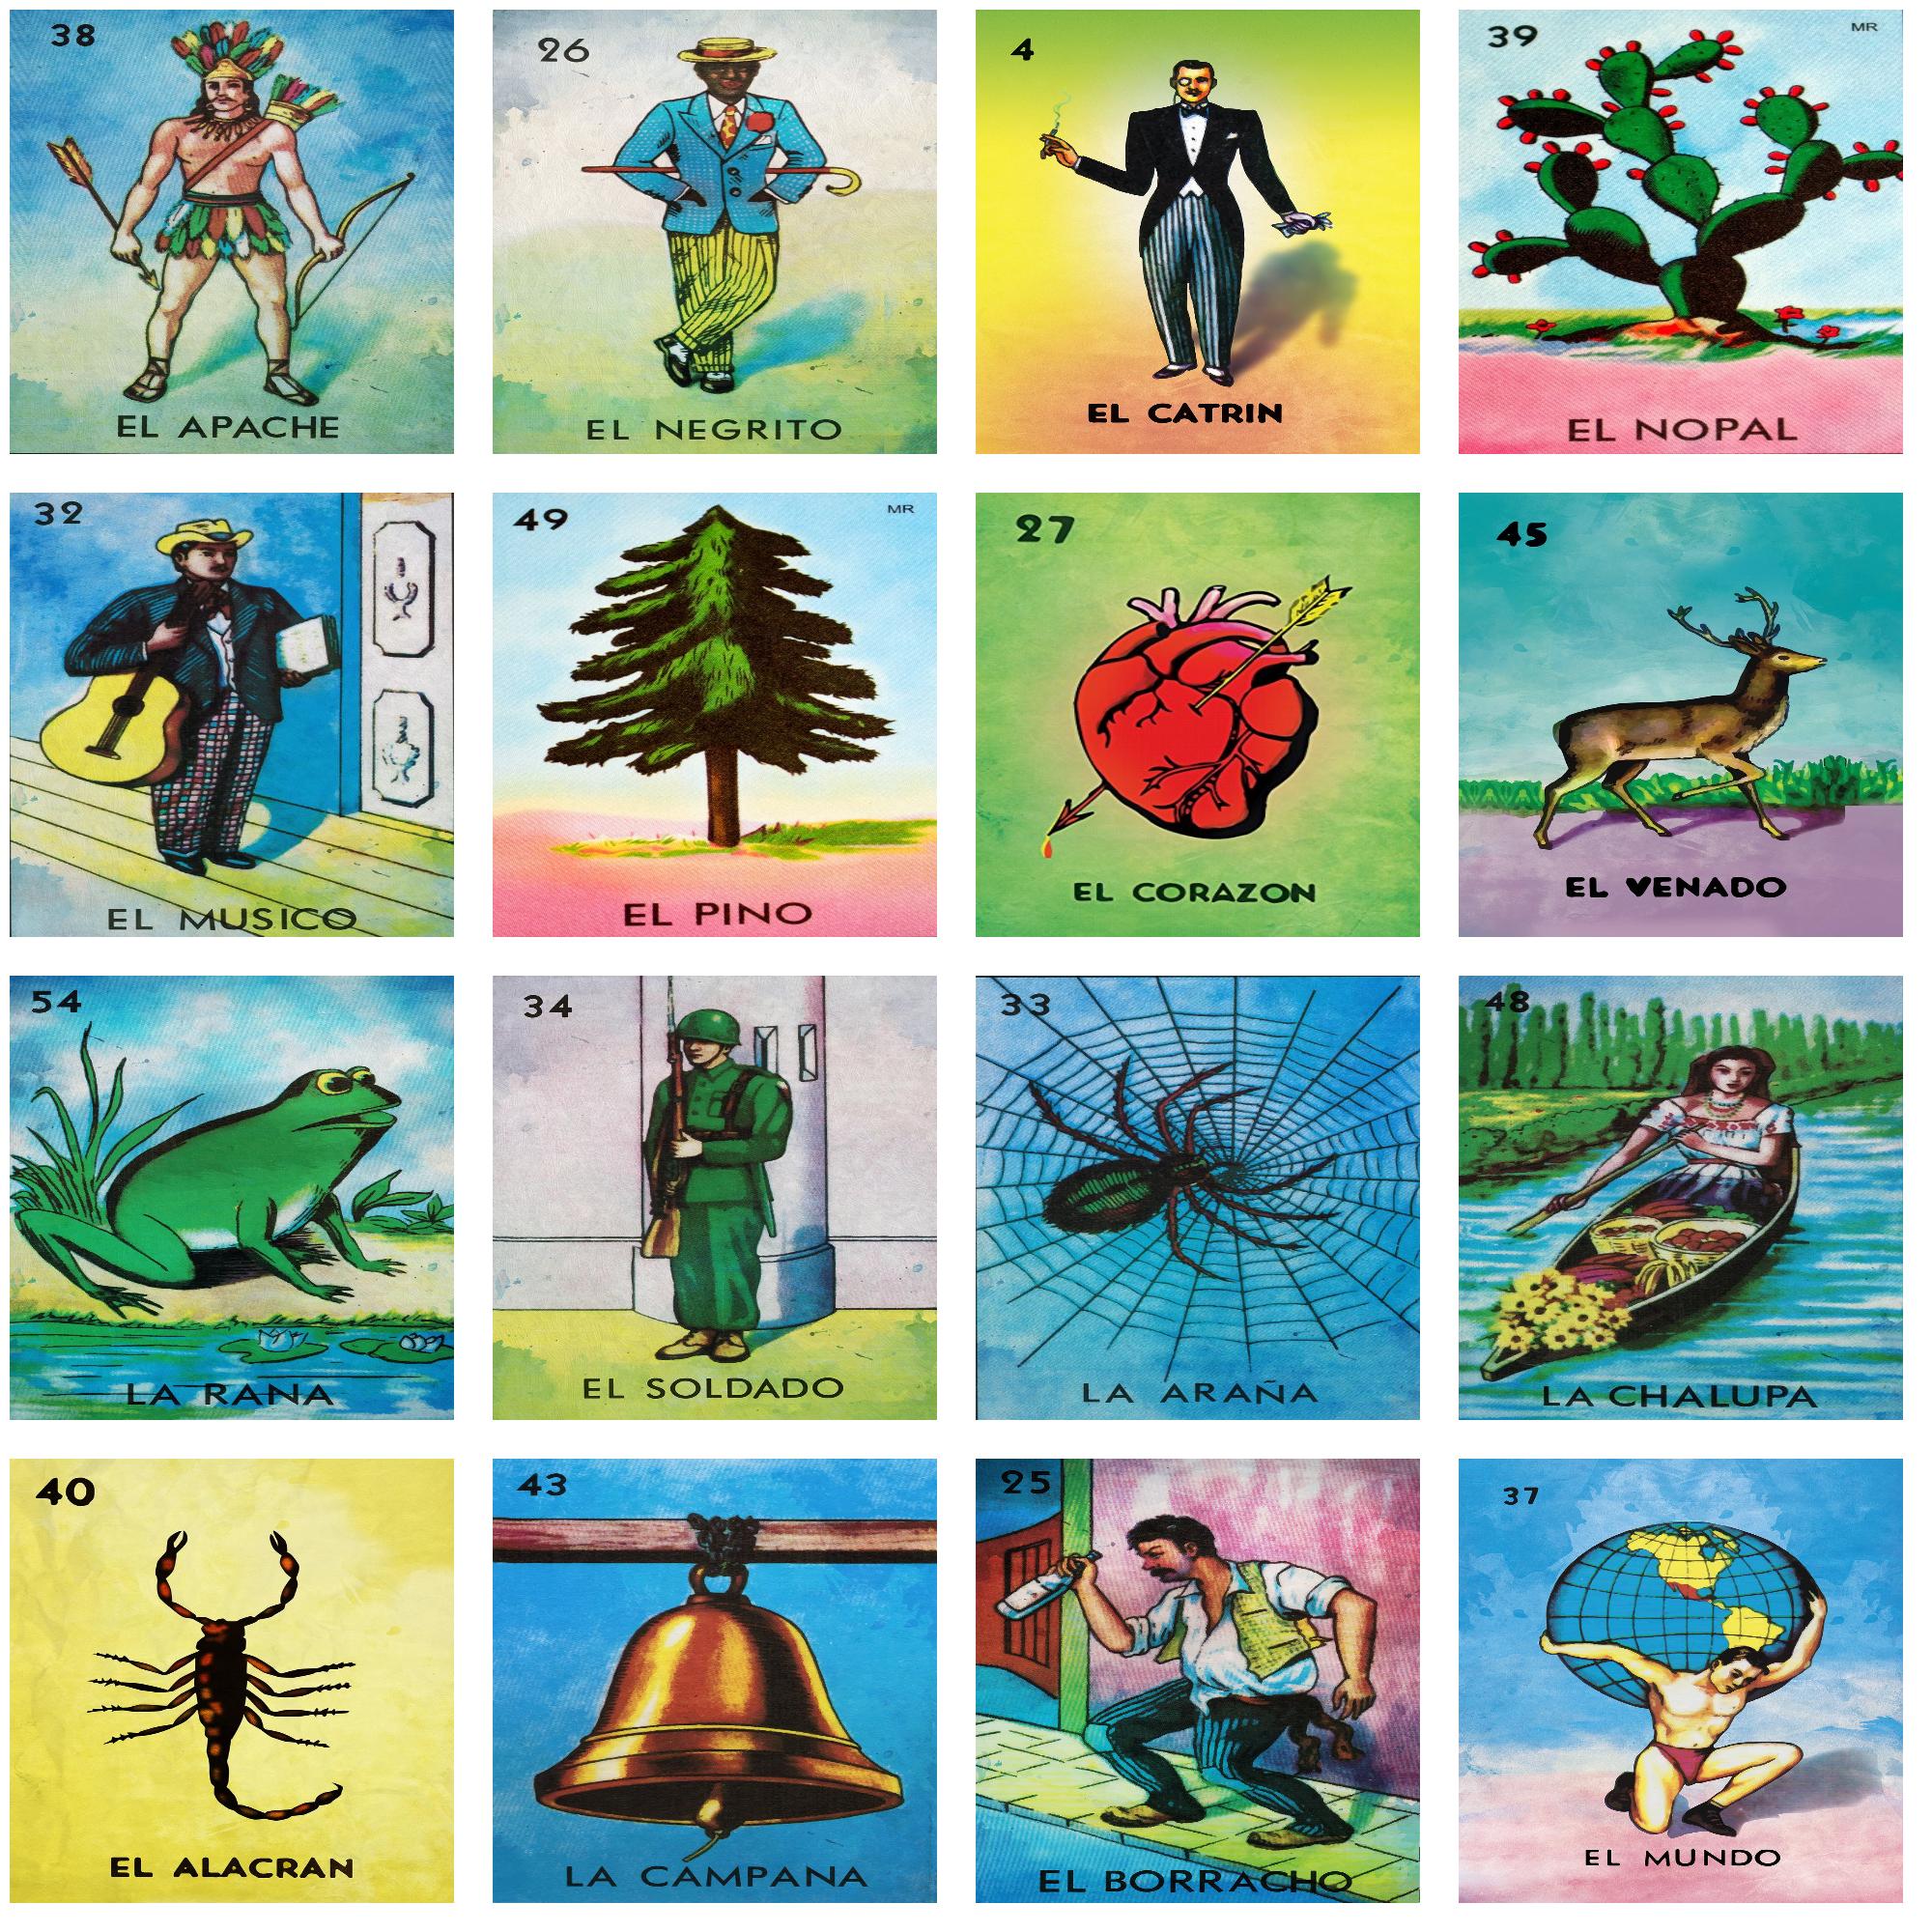 38
EL APACHE
26
EL NEGRITO
4
EL CATRIN
39
MR
EL NOPAL
32
EL MUSICO
49
MR
EL PINO
27
EL CORAZON
45
EL VENADO
54
LA RANA
34
EL SOLDADO
33
LA ARAÑA
48
LA CHALUPA
40
EL ALACRAN
43
LA CAMPANA
25
EL BORRACHO
37
EL MUNDO